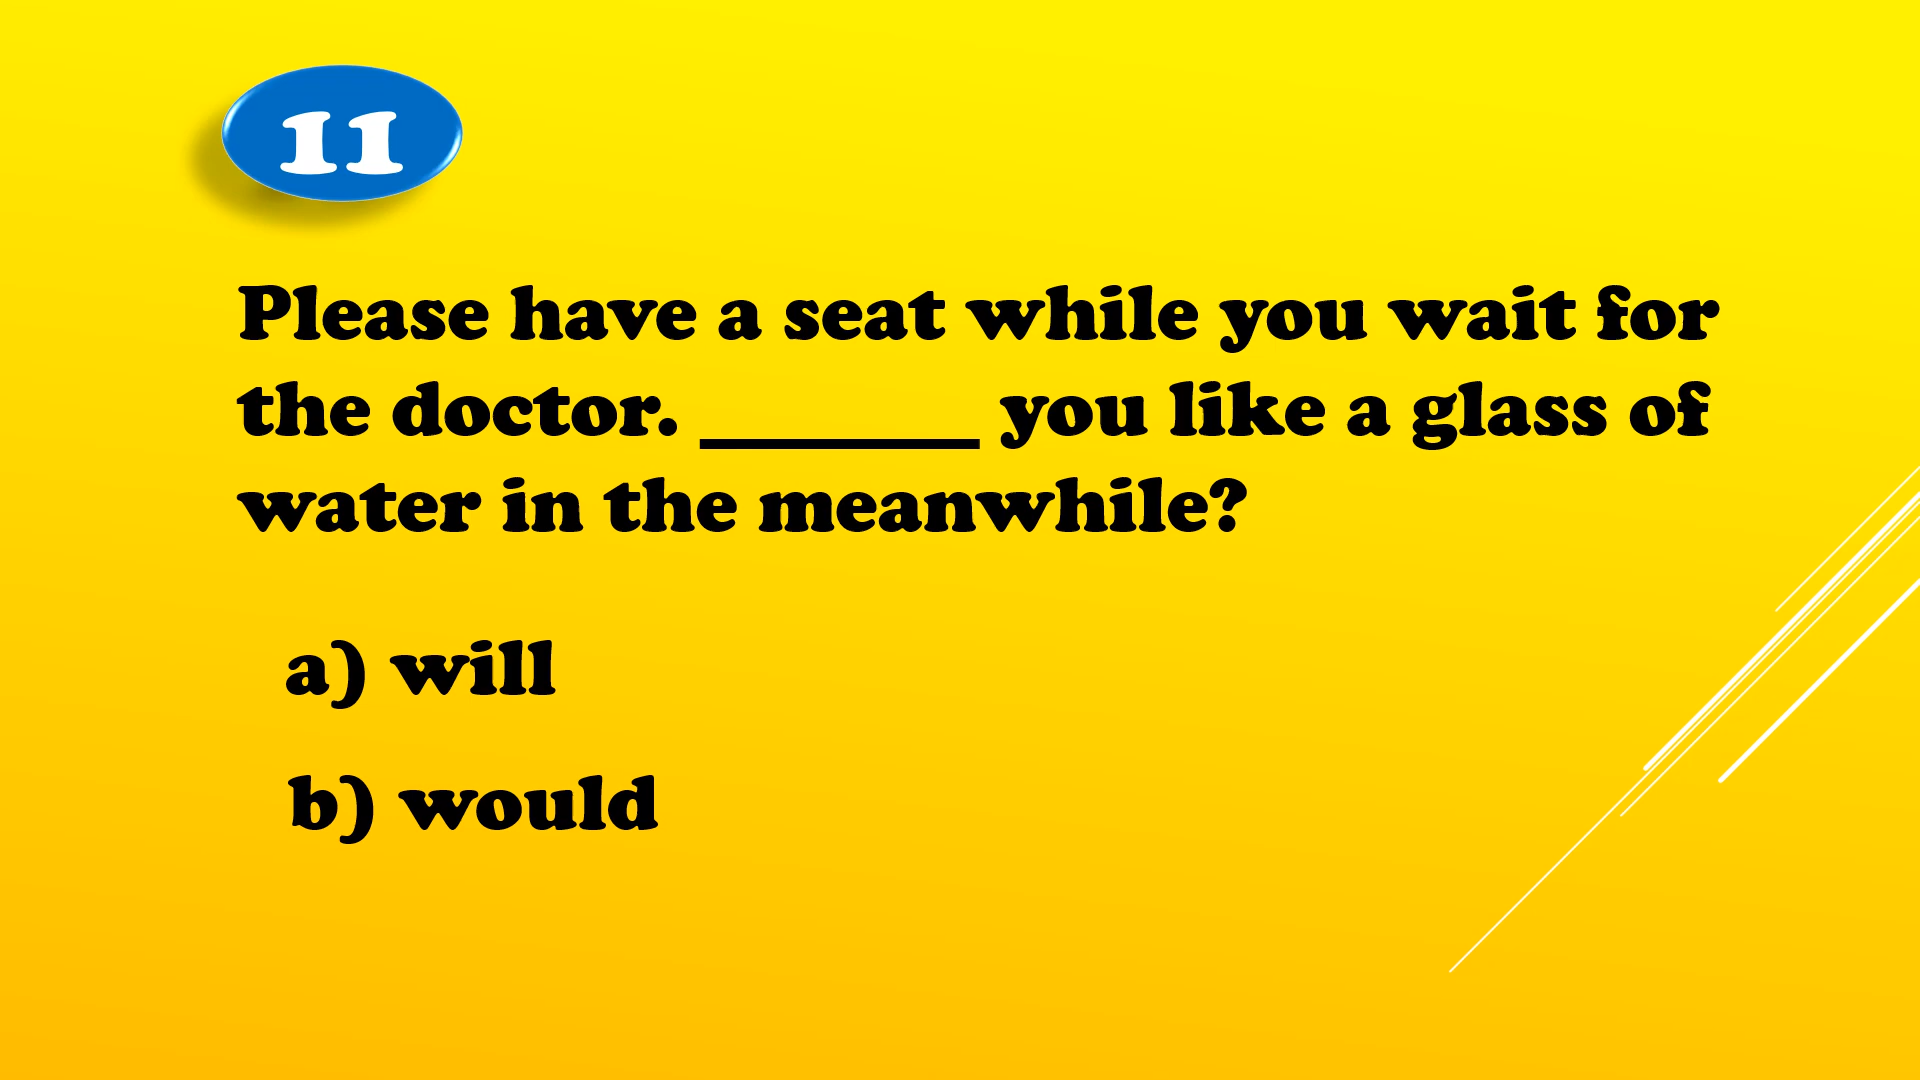 11
Please have a seat while you wait for
the doctor. _______ you like a glass of
water in the meanwhile?
a) will
b) would